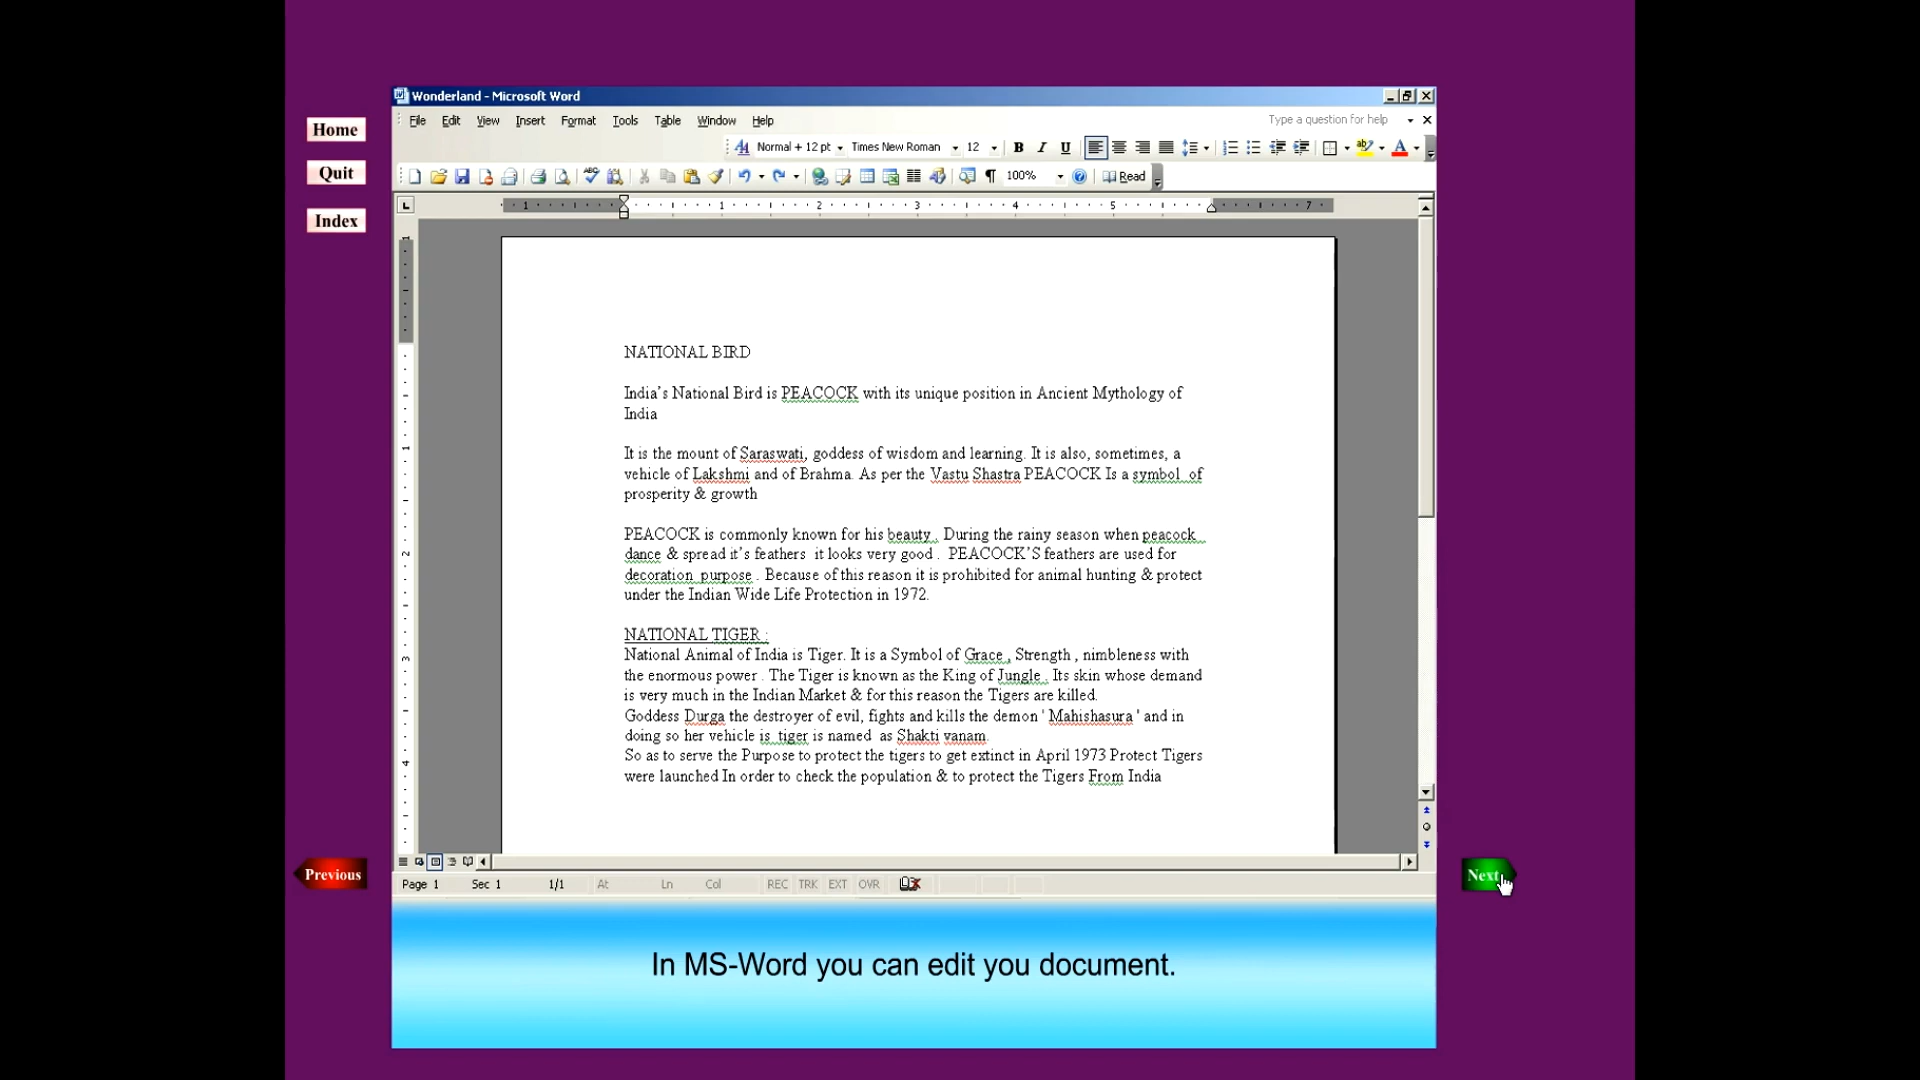 Wonderland - Microsoft Word
File Edit View Insert Format Tools Table Window Help
Type a question for help
Home
Normal + 12 pt Times New Roman 12 B I U
Quit
100% Read
Index
1 1 2 3 4 5 7
NATIONAL BIRD
India's National Bird is PEACOCK with its unique position in Ancient Mythology of
India
It is the mount of Saraswati, goddess of wisdom and learning. It is also, sometimes, a
vehicle of Lakshmi and of Brahma. As per the Vastu Shastra PEACOCK Is a symbol  of
prosperity & growth
PEACOCK is commonly known for his beauty . During the rainy season when peacock
dance & spread it's feathers  it looks very good .  PEACOCK'S feathers are used for
decoration  purpose . Because of this reason it is prohibited for animal hunting & protect
under the Indian Wide Life Protection in 1972.
NATIONAL TIGER :
National Animal of India is Tiger. It is a Symbol of Grace , Strength , nimbleness with
the enormous power . The Tiger is known as the King of Jungle . Its skin whose demand
is very much in the Indian Market & for this reason the Tigers are killed.
Goddess Durga the destroyer of evil, fights and kills the demon ' Mahishasura ' and in
doing so her vehicle is  tiger is named  as Shakti vanam.
So as to serve the Purpose to protect the tigers to get extinct in April 1973 Protect Tigers
were launched In order to check the population & to protect the Tigers From India
1
2
3
4
Previous
Next
Page 1 Sec 1 1/1 At Ln Col REC TRK EXT OVR
In MS-Word you can edit you document.